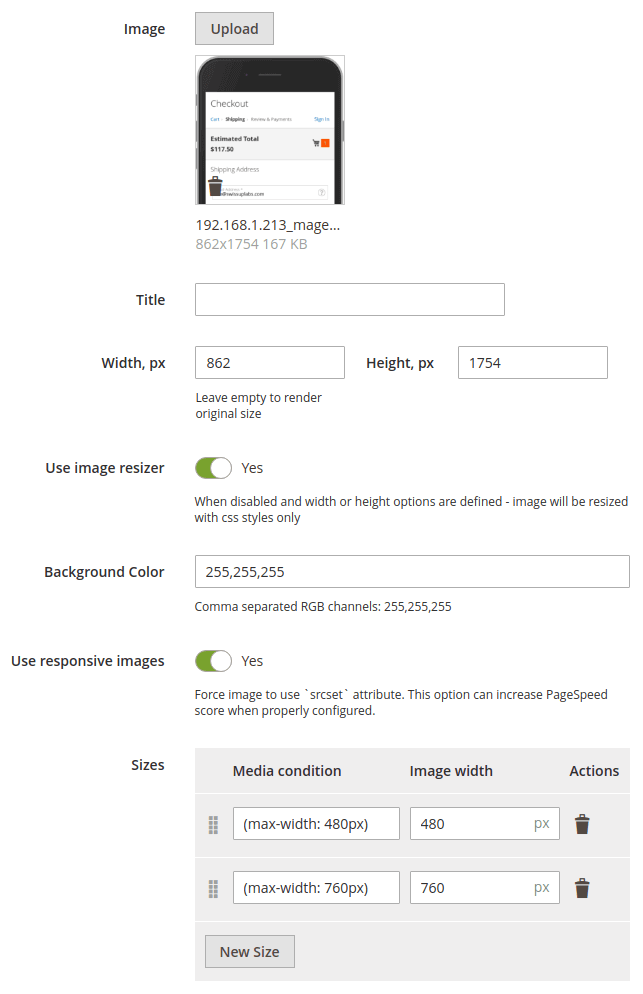 Image
Upload
Checkout
Cart Shipping Review & Payments Sign In
Estimated Total
$117.50
Shipping Address
192.168.1.213_mage...
862x1754 167 KB
Title
Width, px 862 Height, px 1754
Leave empty to render
original size
Use image resizer Yes
When disabled and width or height options are defined - image will be resized
with css styles only
Background Color 255,255,255
Comma separated RGB channels: 255,255,255
Use responsive images Yes
Force image to use `srcset` attribute. This option can increase PageSpeed
score when properly configured.
Sizes
Media condition Image width Actions
(max-width: 480px) 480 px
(max-width: 760px) 760 px
New Size